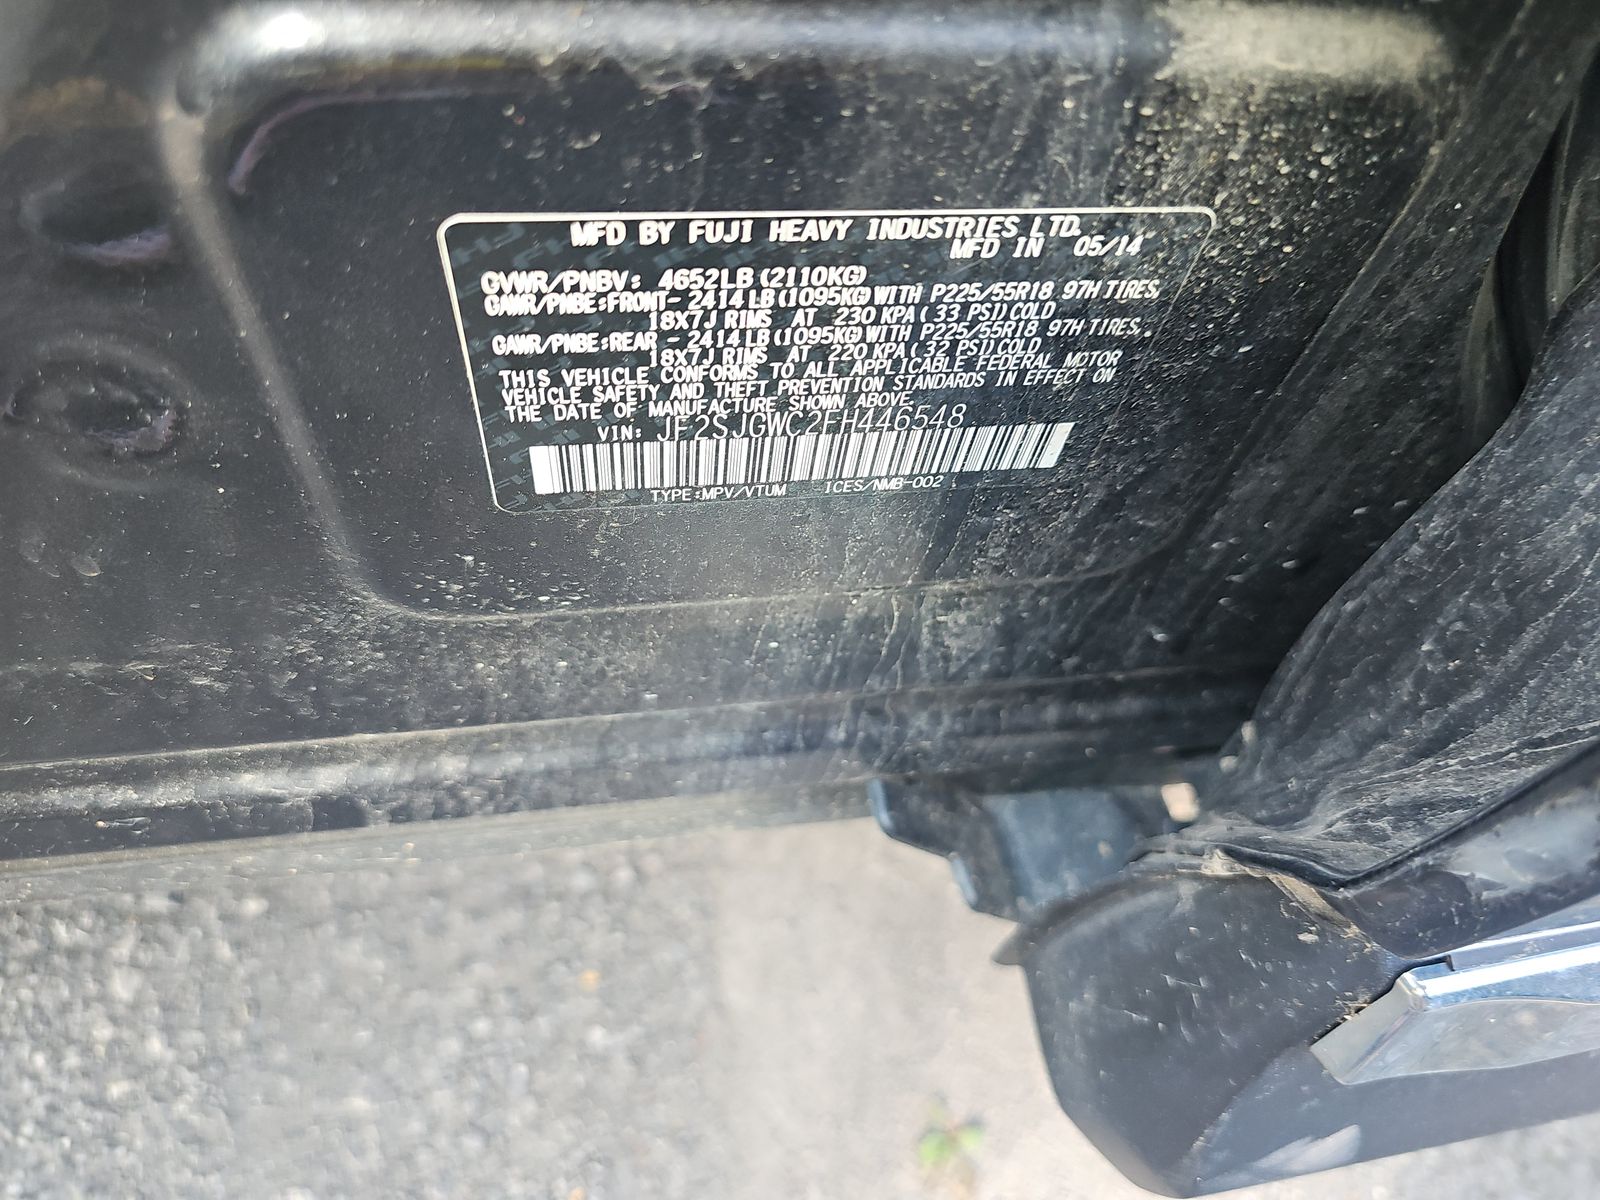 MFD BY FUJI HEAVY INDUSTRIES LTD.
MFD IN 05/14
GVWR/PNBV: 4652LB (2110KG)
GAWR/PNBE:FRONT- 2414 LB (1095KG) WITH P225/55R18 97H TIRES,
18X7J RIMS AT 230 KPA ( 33 PSI) COLD
GAWR/PNBE:REAR - 2414 LB (1095KG) WITH P225/55R18 97H TIRES,
18X7J RIMS AT 220 KPA ( 32 PSI) COLD
THIS VEHICLE CONFORMS TO ALL APPLICABLE FEDERAL MOTOR
VEHICLE SAFETY AND THEFT PREVENTION STANDARDS IN EFFECT ON
THE DATE OF MANUFACTURE SHOWN ABOVE.
VIN: JF2SJGWC2FH446548
TYPE:MPV/VTUM ICES/NMB-002